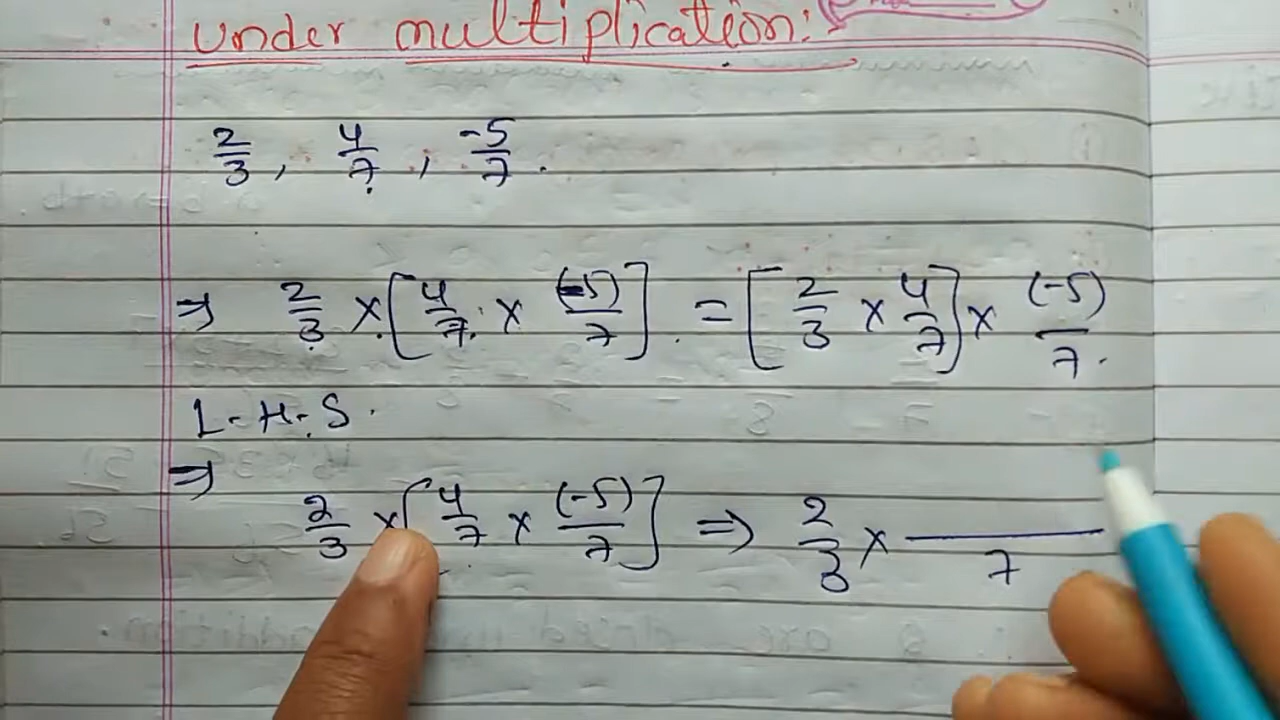 under multiplication:
2/3, 4/7, -5/7.
⇒ 2/3 × [4/7 × (-5)/7] = [2/3 × 4/7] × (-5)/7.
L-H-S.
⇒
2/3 × [4/7 × (-5)/7] ⇒ 2/3 × /7